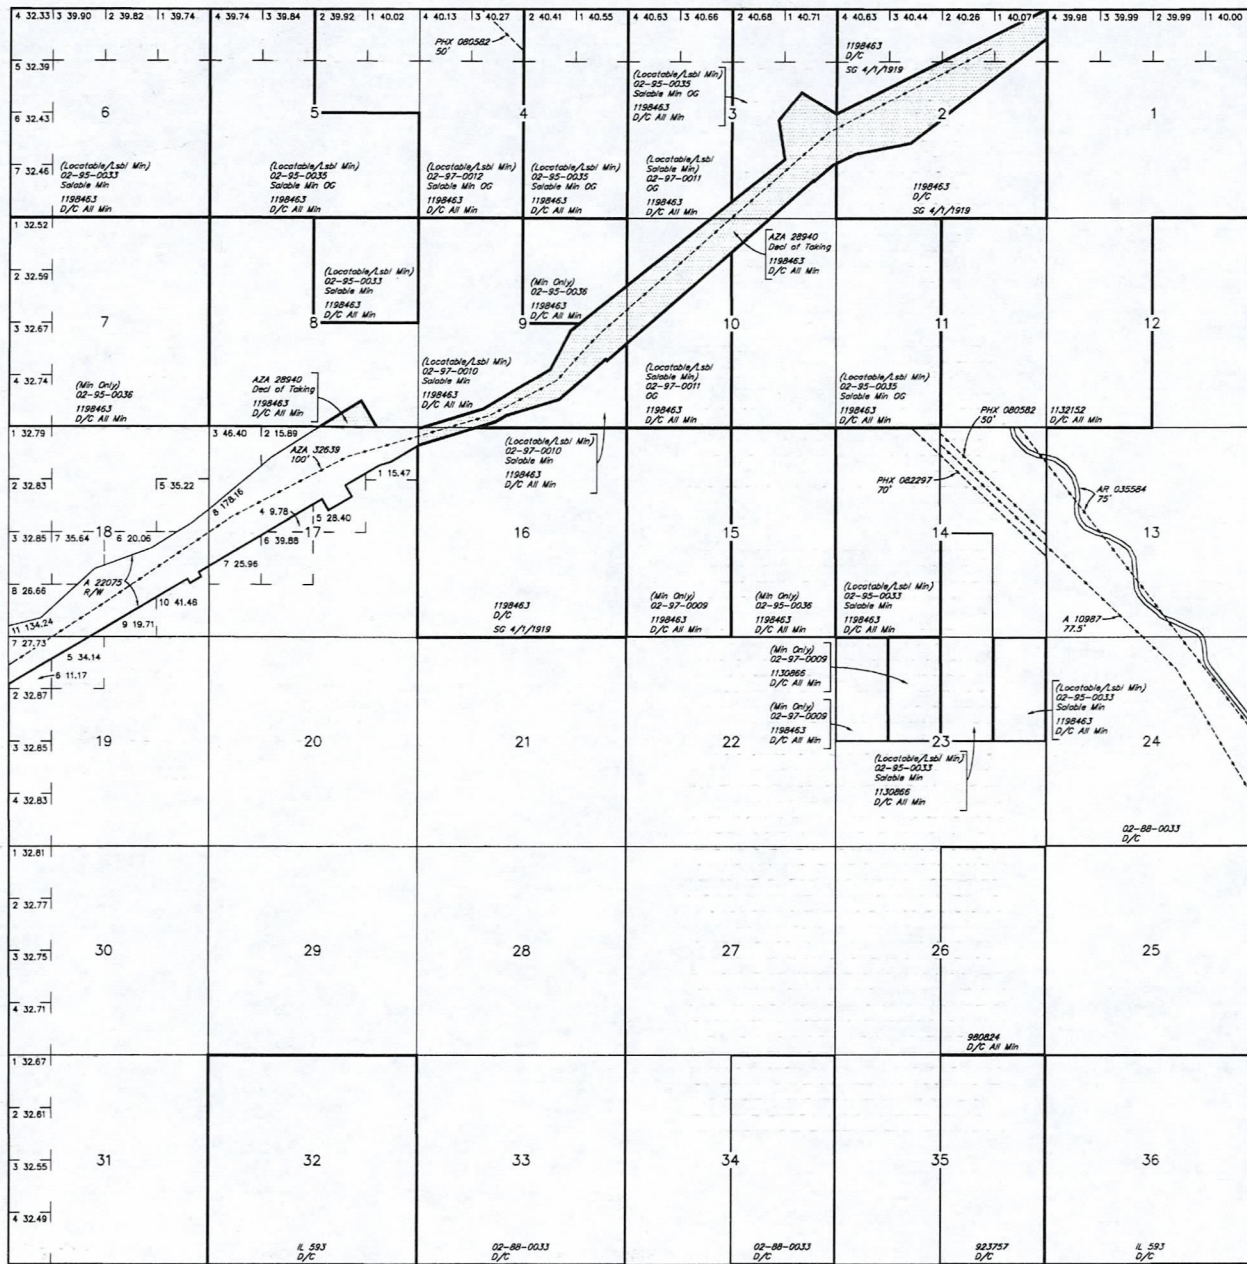 4 32.33 3 39.90 2 39.82 1 39.74 4 39.74 3 39.84 2 39.92 1 40.02 4 40.13 3 40.27 2 40.41 1 40.55 4 40.63 3 40.66 2 40.68 1 40.71 4 40.63 3 40.44 2 40.26 1 40.07 4 39.98 3 39.99 2 39.99 1 40.00
5 32.39
6 32.43
7 32.46
6
(Locatable/Lsbl Min)
02-95-0033
Salable Min
1198463
D/C All Min
5
(Locatable/Lsbl Min)
02-95-0035
Salable Min OG
1198463
D/C All Min
PHX 080582
50'
4
(Locatable/Lsbl Min)
02-97-0012
Salable Min OG
1198463
D/C All Min
(Locatable/Lsbl Min)
02-95-0035
Salable Min OG
1198463
D/C All Min
(Locatable/Lsbl Min)
02-95-0035
Salable Min OG
1198463
D/C All Min
3
(Locatable/Lsbl
Salable Min)
02-97-0011
OG
1198463
D/C All Min
1198463
D/C
SG 4/1/1919
2
1198463
D/C
SG 4/1/1919
1
1 32.52
2 32.59
3 32.67
4 32.74
7
(Min Only)
02-95-0036
1198463
D/C All Min
(Locatable/Lsbl Min)
02-95-0033
Salable Min
1198463
D/C All Min
8
AZA 28940
Decl of Taking
1198463
D/C All Min
(Min Only)
02-95-0036
1198463
D/C All Min
9
(Locatable/Lsbl Min)
02-97-0010
Salable Min
1198463
D/C All Min
AZA 28940
Decl of Taking
1198463
D/C All Min
10
(Locatable/Lsbl
Salable Min)
02-97-0011
OG
1198463
D/C All Min
11
(Locatable/Lsbl Min)
02-95-0035
Salable Min OG
1198463
D/C All Min
PHX 080582
50'
12
1132152
D/C All Min
1 32.79
2 32.83
3 32.85
8 26.66
11 134.24
7 27.73
18
7 35.64
6 20.06
5 35.22
8 178.16
A 22075
R/W
10 41.46
9 19.71
3 46.40 2 15.89
AZA 32639
100'
1 15.47
4 9.78
5 28.40
17
6 39.88
7 25.96
(Locatable/Lsbl Min)
02-97-0010
Salable Min
1198463
D/C All Min
16
1198463
D/C
SG 4/1/1919
15
(Min Only)
02-97-0009
1198463
D/C All Min
(Min Only)
02-95-0036
1198463
D/C All Min
PHX 082297
70'
14
(Locatable/Lsbl Min)
02-95-0033
Salable Min
1198463
D/C All Min
AR 035584
75'
13
A 10987
77.5'
5 34.14
6 11.17
2 32.87
3 32.85
4 32.83
19
20
21
22
(Min Only)
02-97-0009
1130866
D/C All Min
(Min Only)
02-97-0009
1198463
D/C All Min
23
(Locatable/Lsbl Min)
02-95-0033
Salable Min
1130866
D/C All Min
(Locatable/Lsbl Min)
02-95-0033
Salable Min
1198463
D/C All Min
24
02-88-0033
D/C
1 32.81
2 32.77
3 32.75
4 32.71
30
29
28
27
26
980824
D/C All Min
25
1 32.67
2 32.61
3 32.55
4 32.49
31
32
IL 593
D/C
33
02-88-0033
D/C
34
02-88-0033
D/C
35
923757
D/C
36
IL 593
D/C